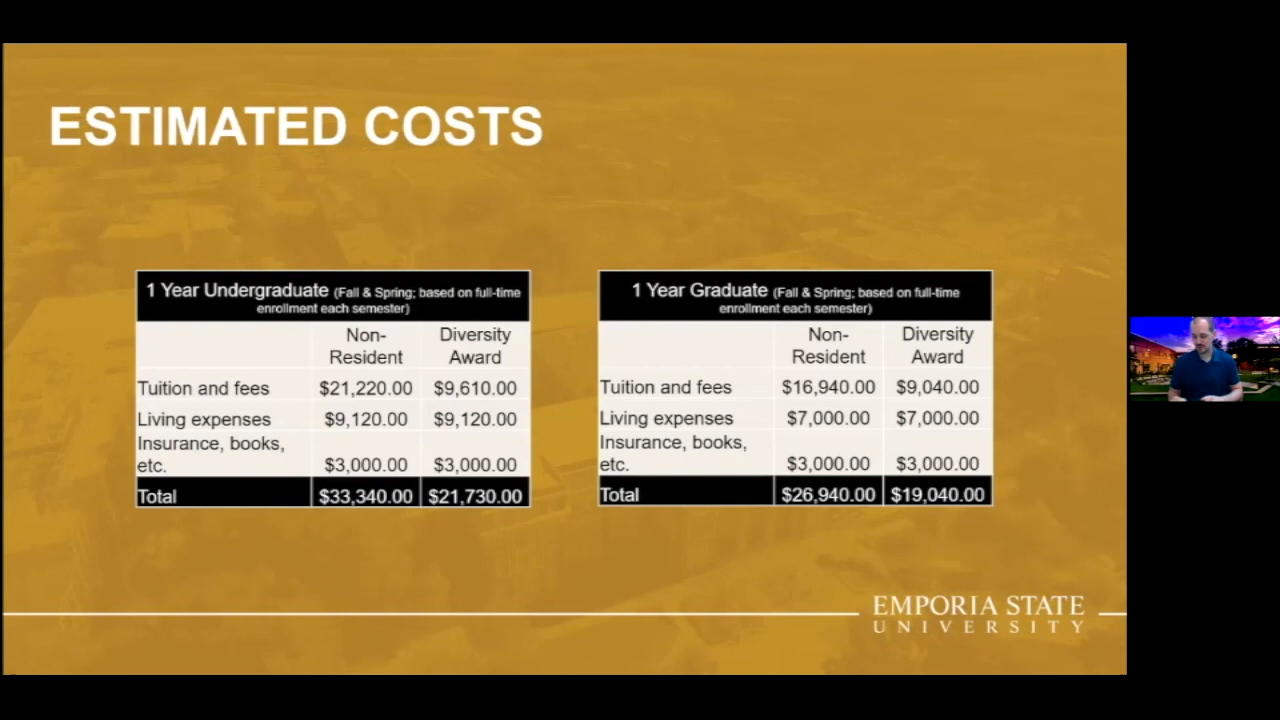 ESTIMATED COSTS
1 Year Undergraduate (Fall & Spring; based on full-time
enrollment each semester)
Non-
Resident
Diversity
Award
Tuition and fees $21,220.00 $9,610.00
Living expenses $9,120.00 $9,120.00
Insurance, books,
etc. $3,000.00 $3,000.00
Total $33,340.00 $21,730.00
1 Year Graduate (Fall & Spring; based on full-time
enrollment each semester)
Non-
Resident
Diversity
Award
Tuition and fees $16,940.00 $9,040.00
Living expenses $7,000.00 $7,000.00
Insurance, books,
etc. $3,000.00 $3,000.00
Total $26,940.00 $19,040.00
EMPORIA STATE
UNIVERSITY